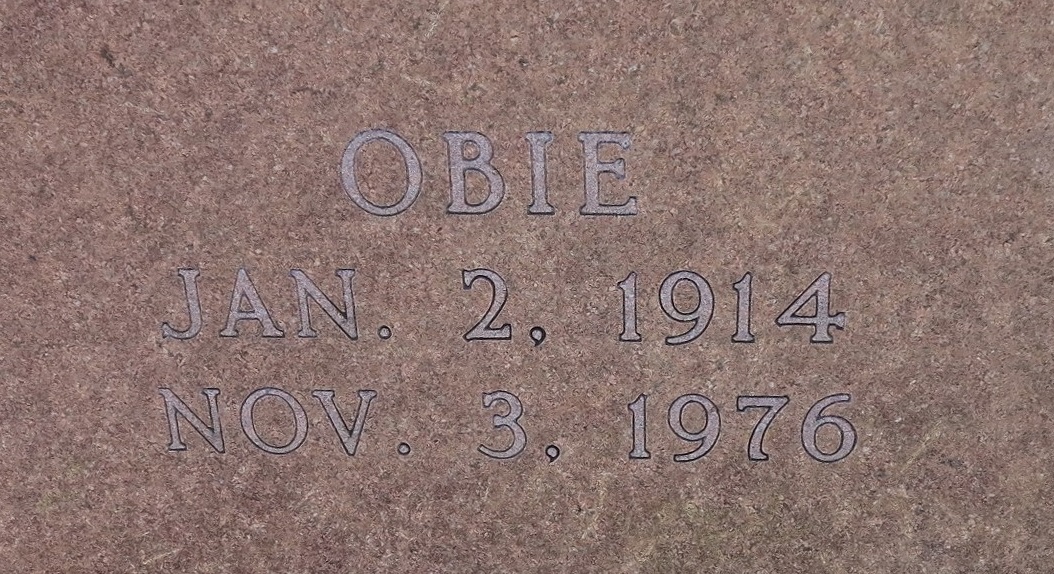 OBIE
JAN. 2, 1914
NOV. 3, 1976